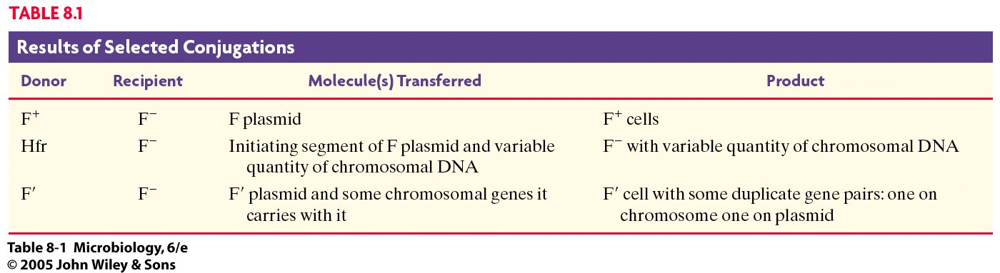 TABLE 8.1
Results of Selected Conjugations
Donor Recipient Molecule(s) Transferred Product
F⁺ F⁻ F plasmid F⁺ cells
Hfr F⁻ Initiating segment of F plasmid and variable F⁻ with variable quantity of chromosomal DNA
quantity of chromosomal DNA
F′ F⁻ F′ plasmid and some chromosomal genes it F′ cell with some duplicate gene pairs: one on
carries with it chromosome one on plasmid
Table 8-1 Microbiology, 6/e
© 2005 John Wiley & Sons